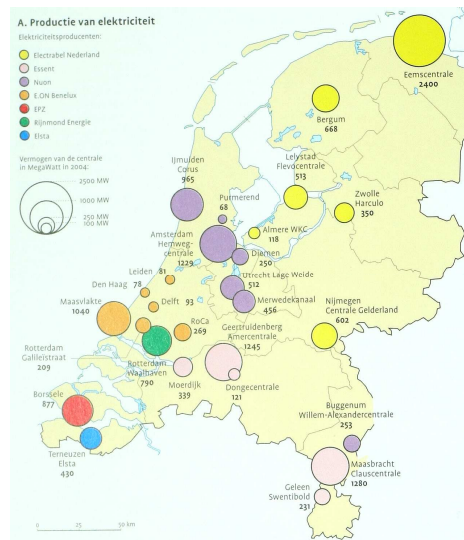 A. Productie van elektriciteit
Elektriciteitsproducenten:
Electrabel Nederland
Essent
Nuon
E.ON Benelux
EPZ
Rijnmond Energie
Elsta
Vermogen van de centrale
in MegaWatt in 2004:
2500 MW
1000 MW
250 MW
100 MW
Eemscentrale
2400
Bergum
668
IJmuiden
Corus
965
Lelystad
Flevocentrale
513
Purmerend
68
Zwolle
Harculo
350
Amsterdam
Hemweg-
centrale
1229
Almere WKC
118
Diemen
250
Leiden 81
Utrecht Lage Weide
512
Den Haag 78
Merwedekanaal
456
Maasvlakte
1040
Delft 93
Nijmegen
Centrale Gelderland
602
RoCa
269
Geertruidenberg
Amercentrale
1245
Rotterdam
Galileïstraat
209
Rotterdam
Waalhaven
790
Moerdijk
339
Dongecentrale
121
Borssele
877
Buggenum
Willem-Alexandercentrale
253
Terneuzen
Elsta
430
Maasbracht
Clauscentrale
1280
Geleen
Swentibold
231
0 25 50 km